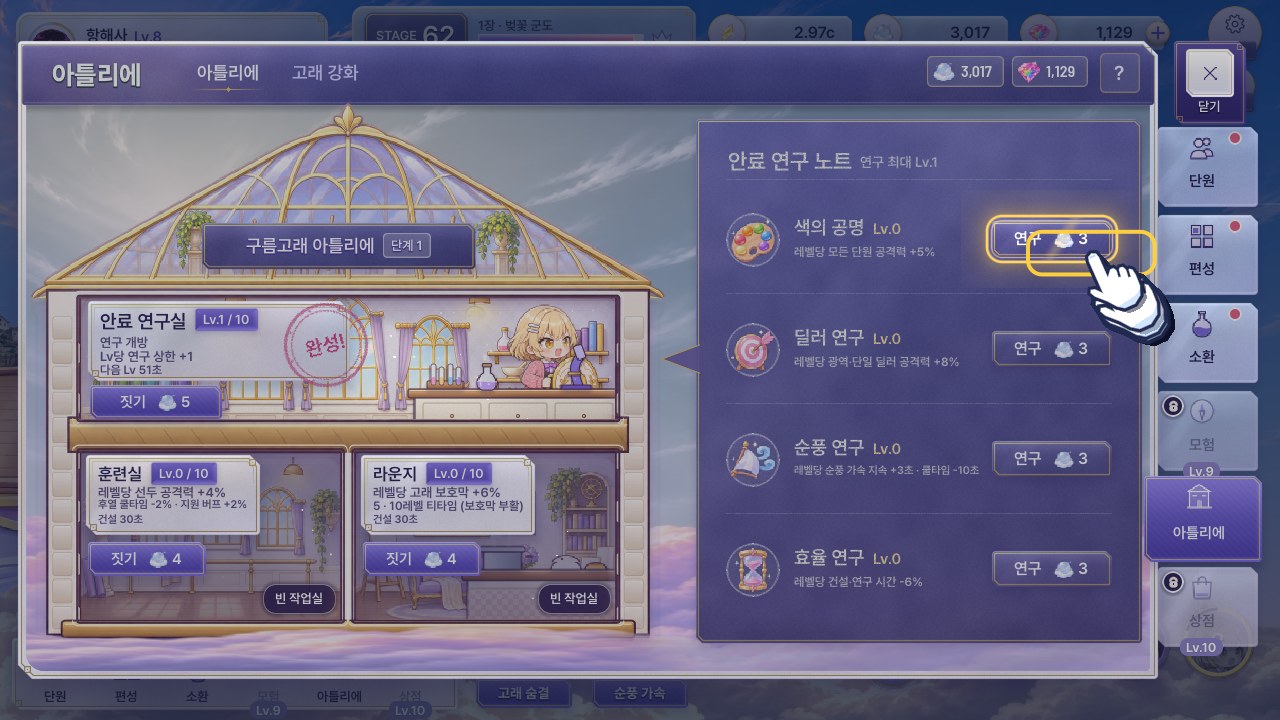 항해사 Lv.8
STAGE 62
1장 · 벚꽃 군도
2.97c
3,017
1,129
아틀리에
아틀리에
고래 강화
3,017
1,129
?
닫기
구름고래 아틀리에 단계 1
안료 연구실 Lv.1 / 10
연구 개방
Lv당 연구 상한 +1
다음 Lv 51초
완성!
짓기 5
훈련실 Lv.0 / 10
레벨당 선두 공격력 +4%
후열 쿨타임 -2% · 지원 버프 +2%
건설 30초
짓기 4
빈 작업실
라운지 Lv.0 / 10
레벨당 고래 보호막 +6%
5 · 10레벨 티타임 (보호막 부활)
건설 30초
짓기 4
빈 작업실
안료 연구 노트 연구 최대 Lv.1
색의 공명 Lv.0
레벨당 모든 단원 공격력 +5%
연구 3
딜러 연구 Lv.0
레벨당 광역·단일 딜러 공격력 +8%
연구 3
순풍 연구 Lv.0
레벨당 순풍 가속 지속 +3초 · 쿨타임 -10초
연구 3
효율 연구 Lv.0
레벨당 건설·연구 시간 -6%
연구 3
단원
편성
소환
모험
Lv.9
아틀리에
상점
Lv.10
단원
편성
소환
모험
Lv.9
아틀리에
상점
Lv.10
고래 숨결
순풍 가속